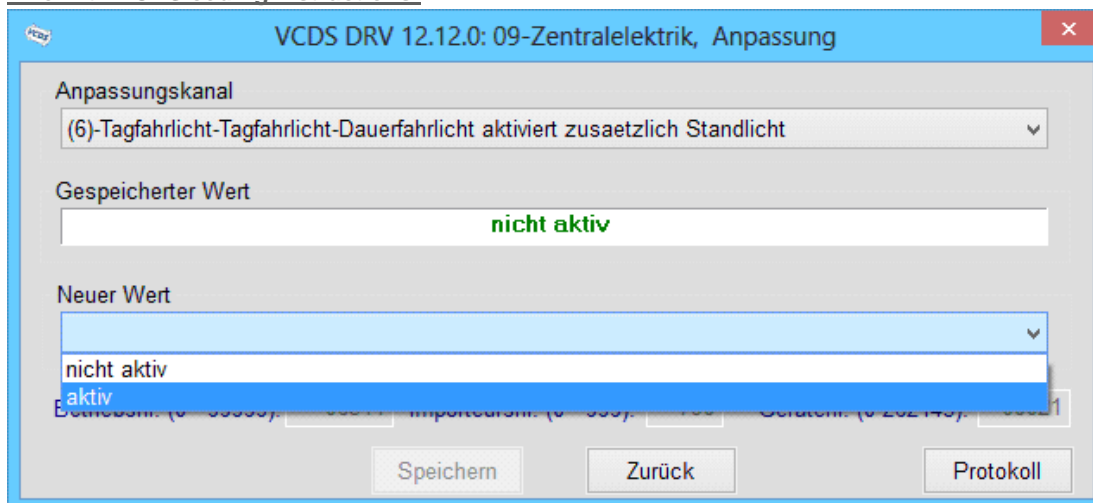 VCDS DRV 12.12.0: 09-Zentralelektrik, Anpassung
Anpassungskanal
(6)-Tagfahrlicht-Tagfahrlicht-Dauerfahrlicht aktiviert zusaetzlich Standlicht
Gespeicherter Wert
nicht aktiv
Neuer Wert
nicht aktiv
aktiv
Speichern Zurück Protokoll